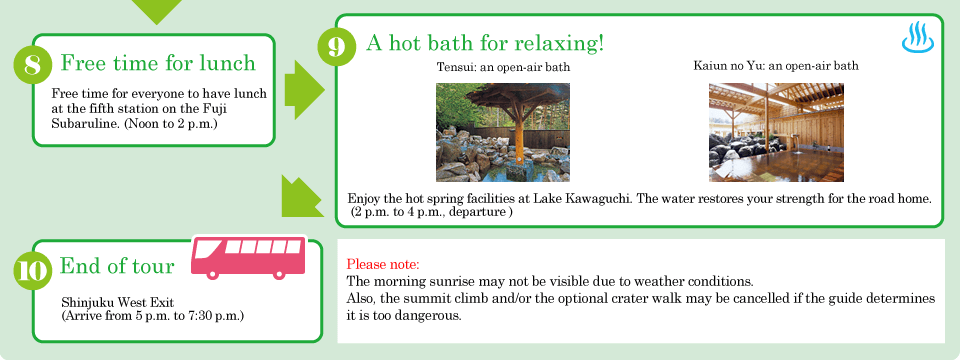 8
Free time for lunch
Free time for everyone to have lunch
at the fifth station on the Fuji
Subaruline. (Noon to 2 p.m.)
9
A hot bath for relaxing!
Tensui: an open-air bath
Kaiun no Yu: an open-air bath
Enjoy the hot spring facilities at Lake Kawaguchi. The water restores your strength for the road home.
(2 p.m. to 4 p.m., departure )
10
End of tour
Shinjuku West Exit
(Arrive from 5 p.m. to 7:30 p.m.)
Please note:
The morning sunrise may not be visible due to weather conditions.
Also, the summit climb and/or the optional crater walk may be cancelled if the guide determines
it is too dangerous.